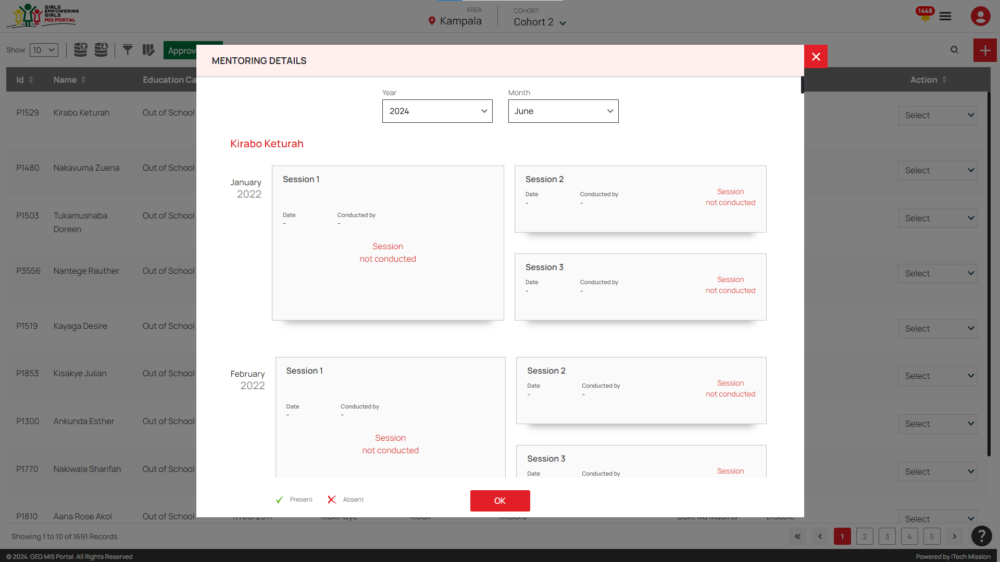 GIRLS
EMPOWERING
GIRLS
MIS PORTAL
AREA
Kampala
COHORT
Cohort 2
1448
Show 10
Approv
MENTORING DETAILS
Id Name Education Ca Action
Year Month
2024 June
Kirabo Keturah
January
2022
Session 1
Date Conducted by
- -
Session
not conducted
Session 2
Date Conducted by
- -
Session
not conducted
Session 3
Date Conducted by
- -
Session
not conducted
February
2022
Session 1
Date Conducted by
- -
Session
not conducted
Session 2
Date Conducted by
- -
Session
not conducted
Session 3
Date Conducted by
Session
Present Absent
OK
P1529 Kirabo Keturah Out of School Select
P1480 Nakavuma Zuena Out of School Select
P1503 Tukamushaba Doreen Out of School Select
P3556 Nantege Rauther Out of School Select
P1519 Kayaga Desire Out of School Select
P1853 Kisakye Julian Out of School Select
P1300 Ankunda Esther Out of School Select
P1770 Nakiwala Sharifah Out of School Select
P1810 Aana Rose Akol Out of School Makindye Kibuli Bukirwa Madina Disable Select
Showing 1 to 10 of 1691 Records
1 2 3 4 5
?
© 2024. GEG MIS Portal. All Rights Reserved
Powered by iTech Mission